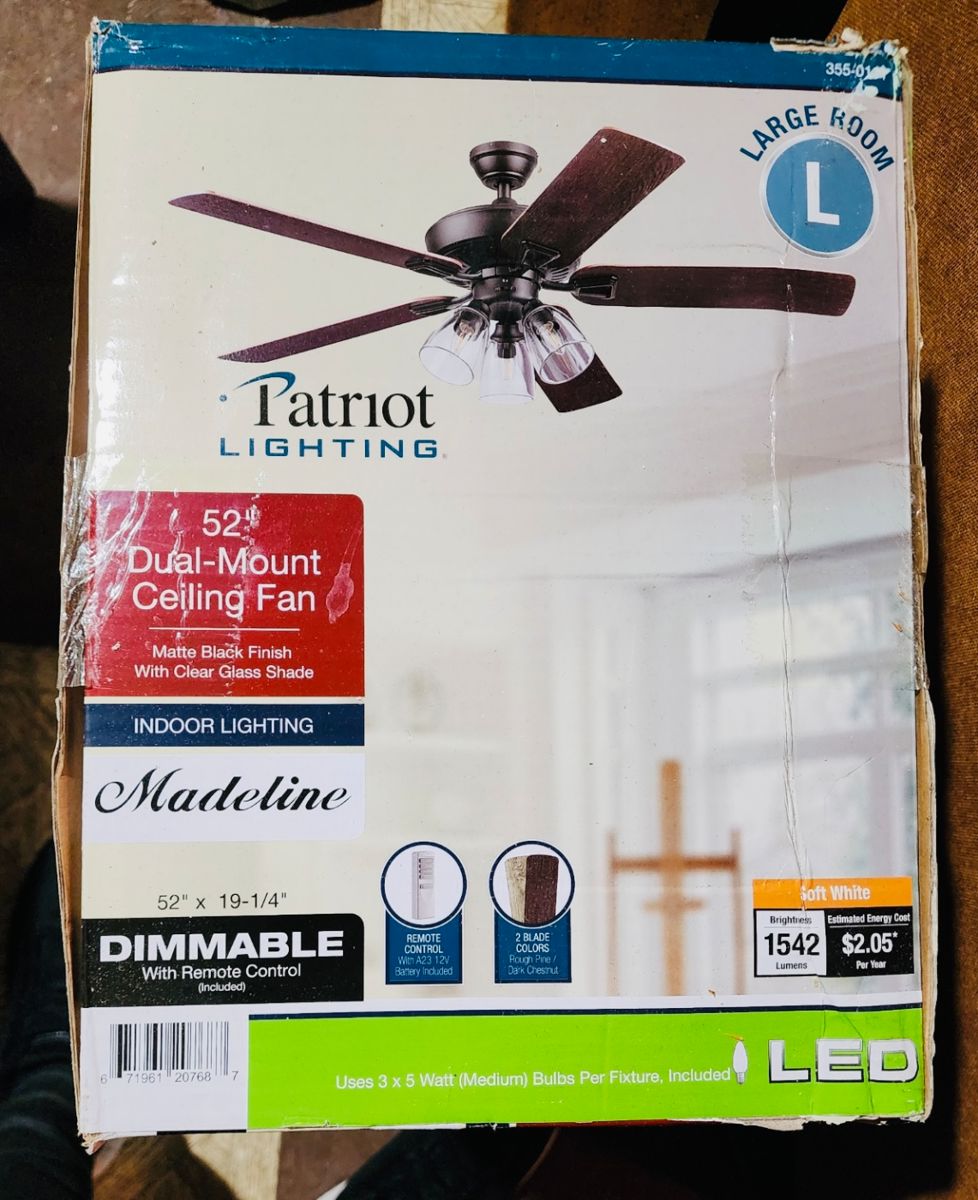 LARGE ROOM
L
Patriot
LIGHTING
52"
Dual-Mount
Ceiling Fan
Matte Black Finish
With Clear Glass Shade
INDOOR LIGHTING
Madeline
52" x 19-1/4"
DIMMABLE
With Remote Control
(Included)
REMOTE
CONTROL
With A23 12V
Battery Included
2 BLADE
COLORS
Rough Pine /
Dark Chestnut
Soft White
Brightness
1542
Lumens
Estimated Energy Cost
$2.05*
Per Year
6 71961 20768 7
Uses 3 x 5 Watt (Medium) Bulbs Per Fixture, Included
LED